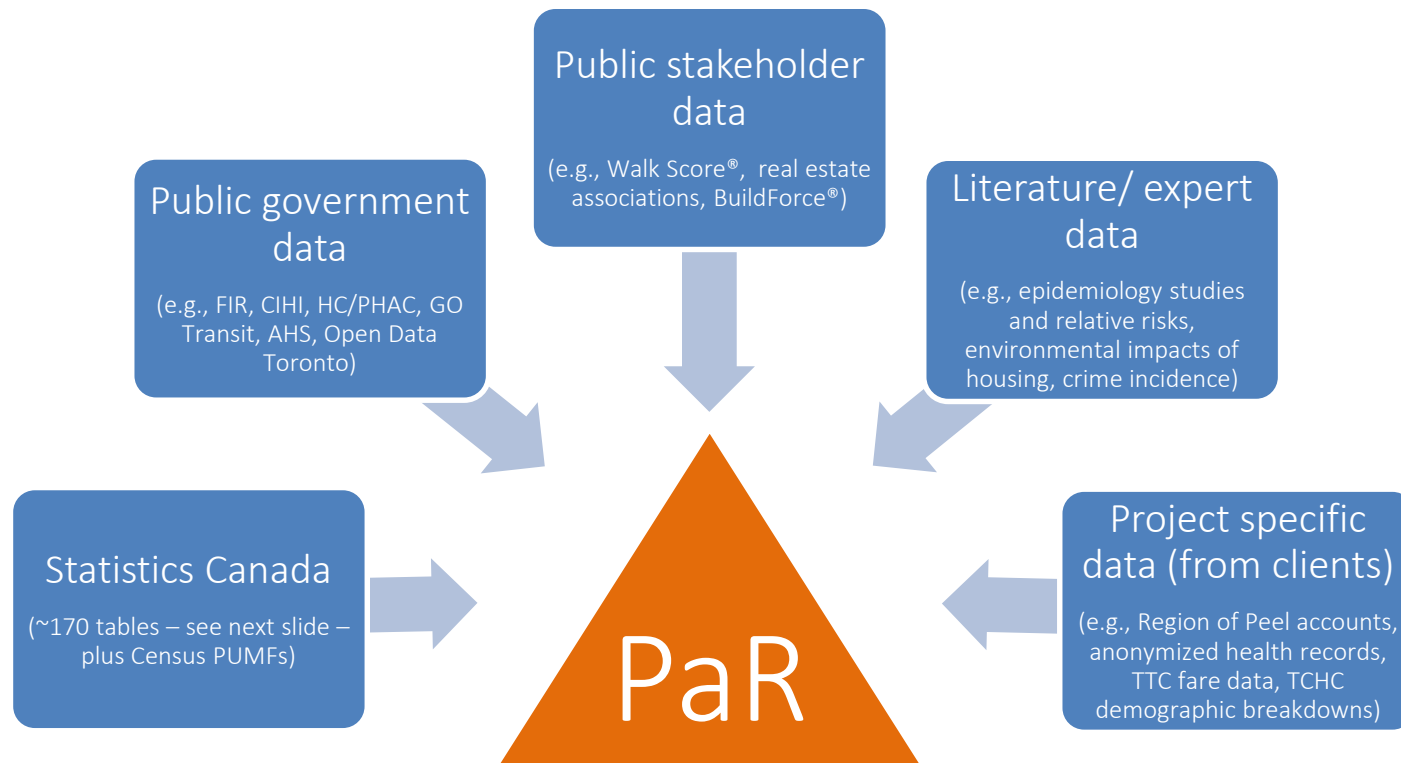 Public stakeholder
data
(e.g., Walk Score®, real estate
associations, BuildForce®)
Public government
data
(e.g., FIR, CIHI, HC/PHAC, GO
Transit, AHS, Open Data
Toronto)
Literature/ expert
data
(e.g., epidemiology studies
and relative risks,
environmental impacts of
housing, crime incidence)
Statistics Canada
(~170 tables – see next slide –
plus Census PUMFs)
Project specific
data (from clients)
(e.g., Region of Peel accounts,
anonymized health records,
TTC fare data, TCHC
demographic breakdowns)
PaR